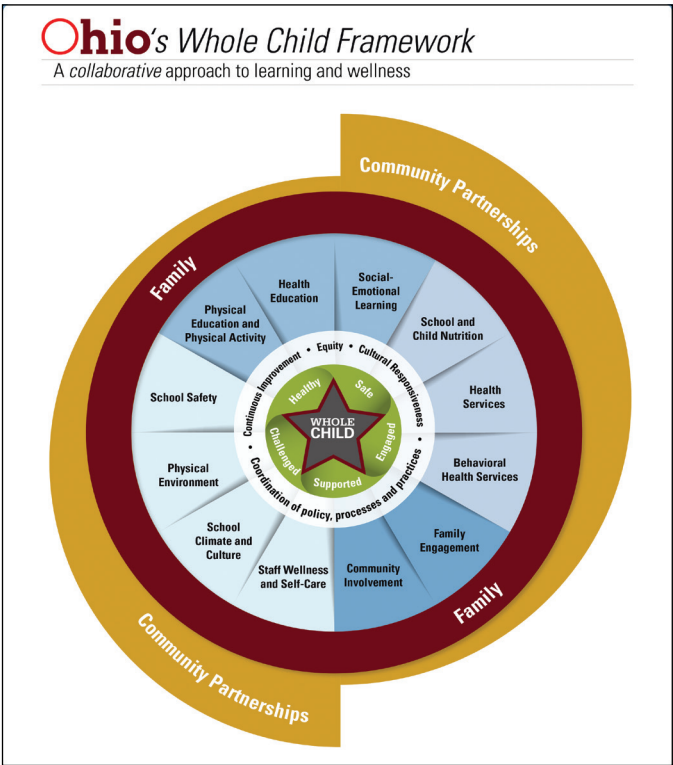 Ohio's Whole Child Framework
A collaborative approach to learning and wellness
Community Partnerships
Family
Social-
Emotional
Learning
Health
Education
Physical
Education and
Physical Activity
School and
Child Nutrition
School Safety
Health
Services
Physical
Environment
Behavioral
Health Services
School
Climate and
Culture
Family
Engagement
Staff Wellness
and Self-Care
Community
Involvement
Continuous Improvement • Equity • Cultural Responsiveness •
Coordination of policy, processes and practices •
Healthy
Safe
Engaged
Supported
Challenged
WHOLE
CHILD
Family
Community Partnerships